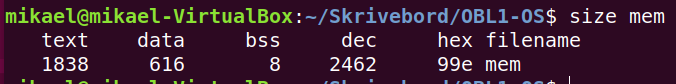 mikael@mikael-VirtualBox:~/Skrivebord/OBL1-OS$ size mem
   text    data     bss     dec     hex filename
   1838     616       8    2462     99e mem